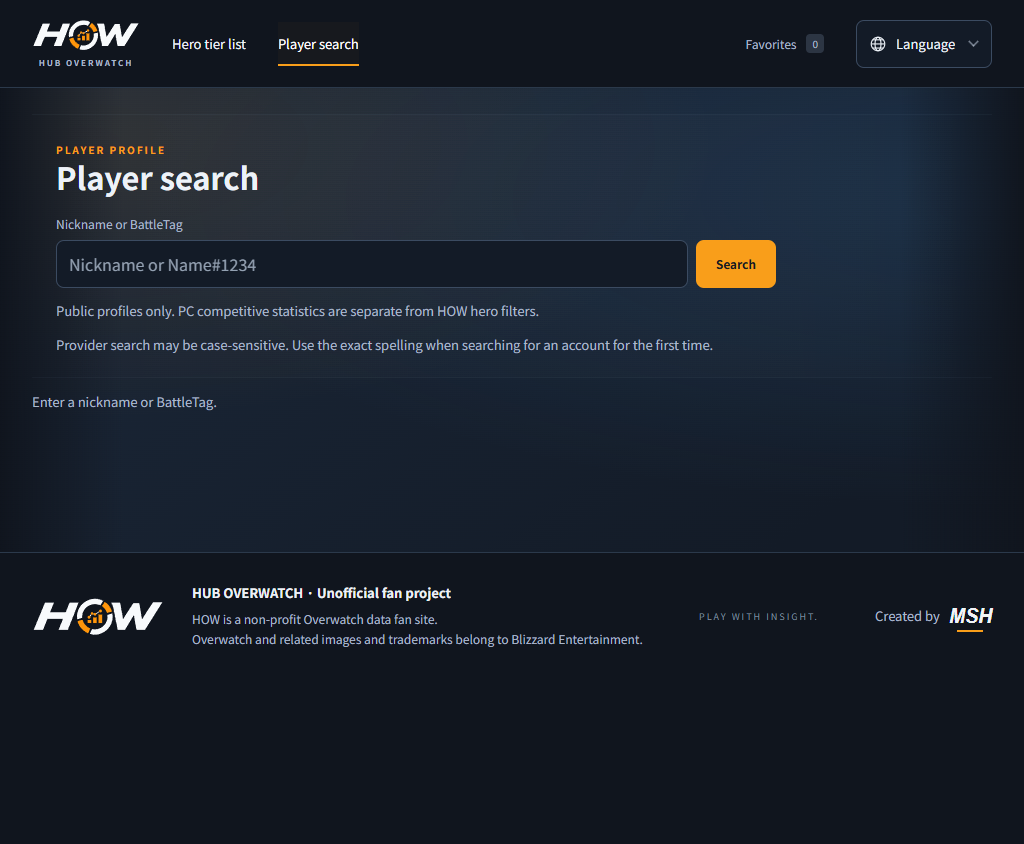 HOW
HUB OVERWATCH
Hero tier list
Player search
Favorites 0
Language
PLAYER PROFILE
Player search
Nickname or BattleTag
Nickname or Name#1234
Search
Public profiles only. PC competitive statistics are separate from HOW hero filters.
Provider search may be case-sensitive. Use the exact spelling when searching for an account for the first time.
Enter a nickname or BattleTag.
HOW
HUB OVERWATCH · Unofficial fan project
HOW is a non-profit Overwatch data fan site.
Overwatch and related images and trademarks belong to Blizzard Entertainment.
PLAY WITH INSIGHT.
Created by MSH